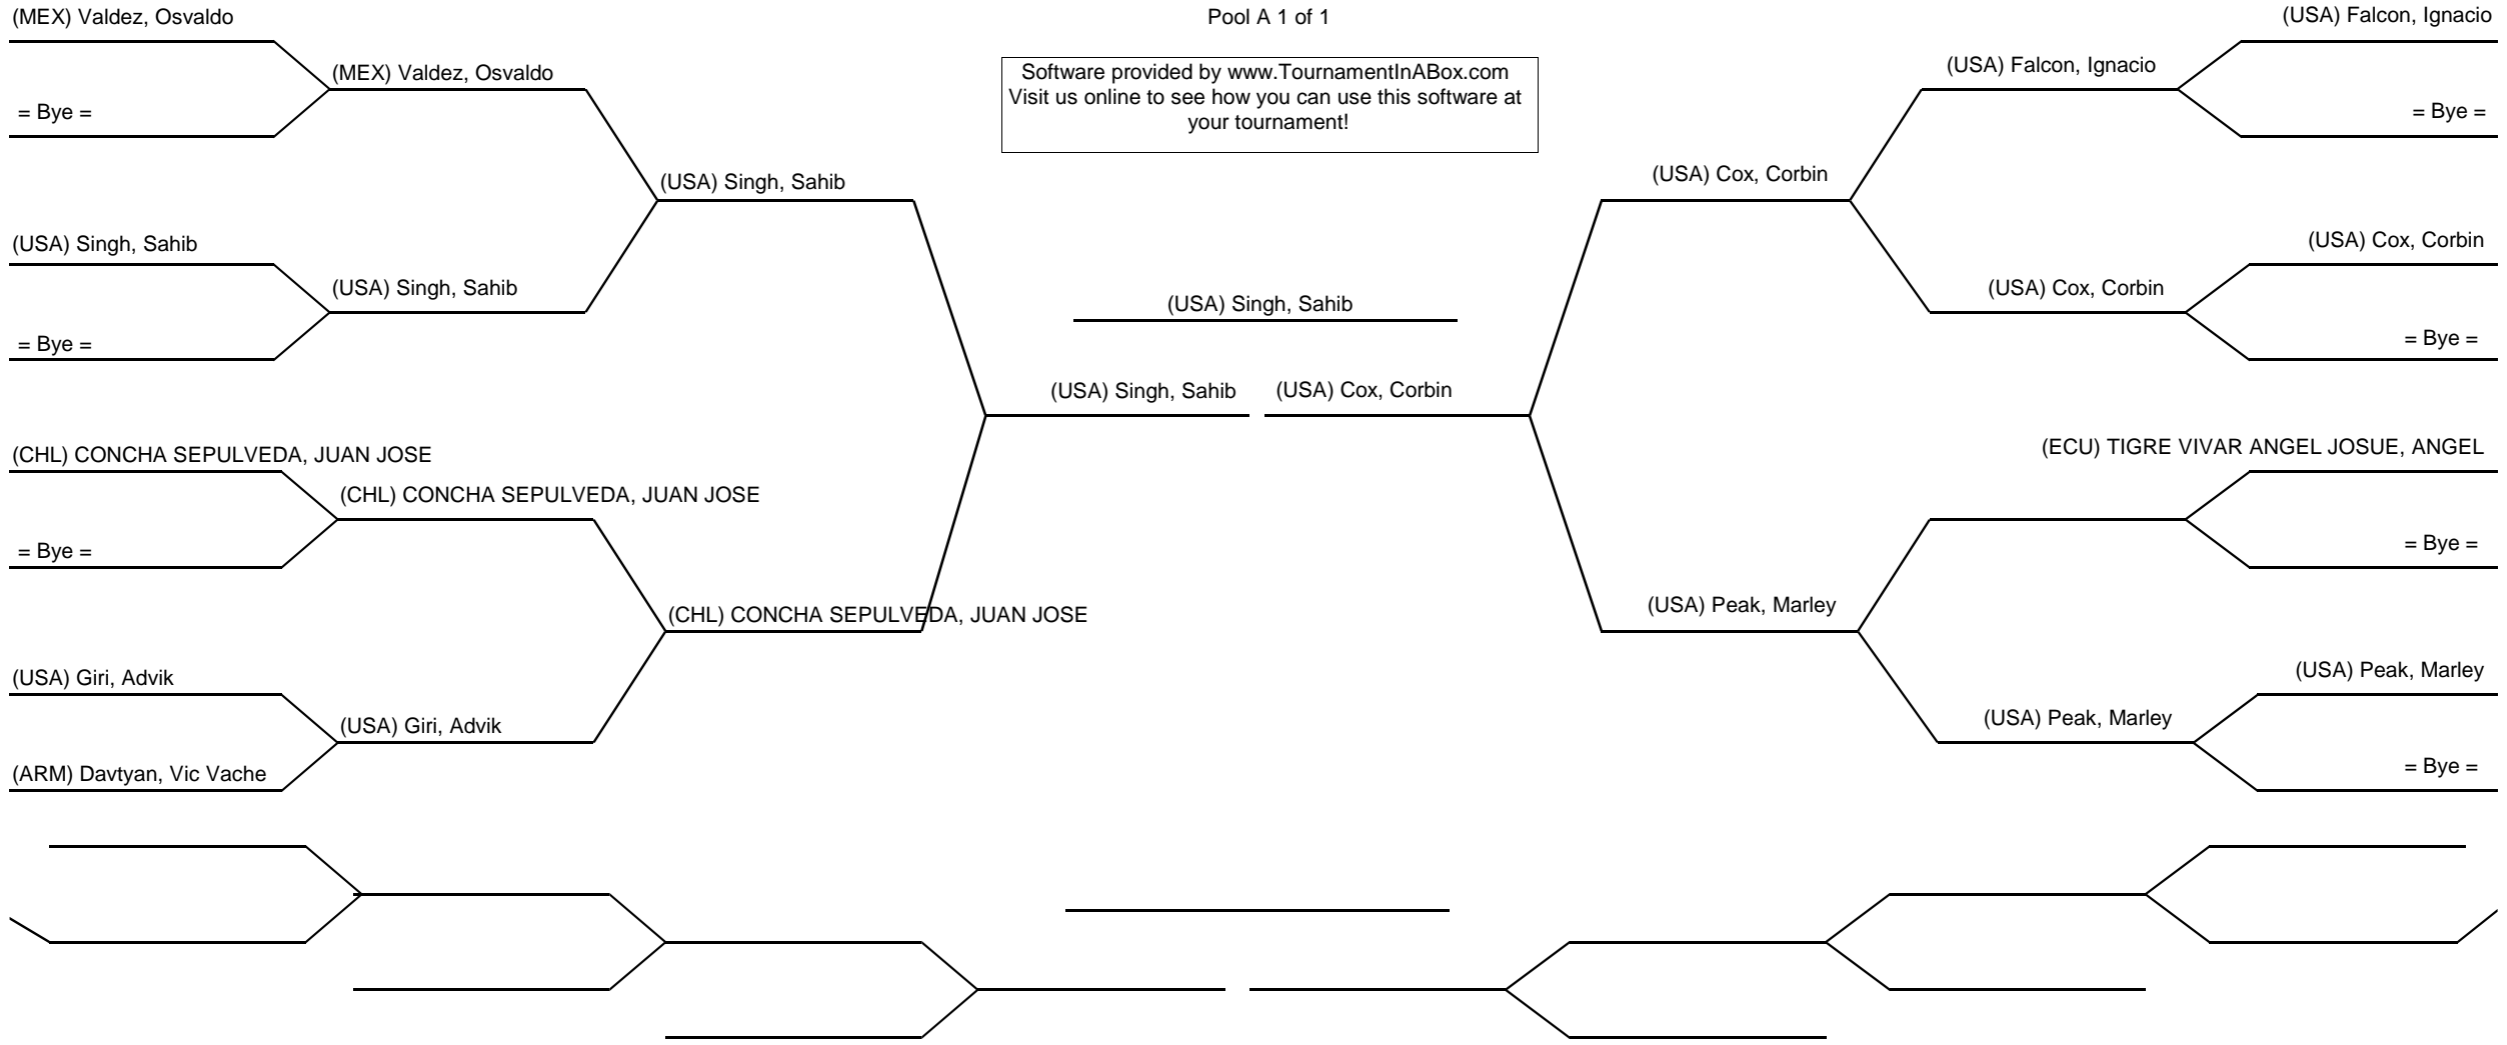 (MEX) Valdez, Osvaldo
Pool A 1 of 1
(USA) Falcon, Ignacio
(MEX) Valdez, Osvaldo
Software provided by www.TournamentInABox.com
Visit us online to see how you can use this software at
your tournament!
(USA) Falcon, Ignacio
= Bye =
= Bye =
(USA) Singh, Sahib
(USA) Cox, Corbin
(USA) Singh, Sahib
(USA) Cox, Corbin
(USA) Singh, Sahib
(USA) Singh, Sahib
(USA) Cox, Corbin
= Bye =
= Bye =
(USA) Singh, Sahib
(USA) Cox, Corbin
(CHL) CONCHA SEPULVEDA, JUAN JOSE
(ECU) TIGRE VIVAR ANGEL JOSUE, ANGEL
(CHL) CONCHA SEPULVEDA, JUAN JOSE
= Bye =
= Bye =
(CHL) CONCHA SEPULVEDA, JUAN JOSE
(USA) Peak, Marley
(USA) Giri, Advik
(USA) Peak, Marley
(USA) Giri, Advik
(USA) Peak, Marley
(ARM) Davtyan, Vic Vache
= Bye =